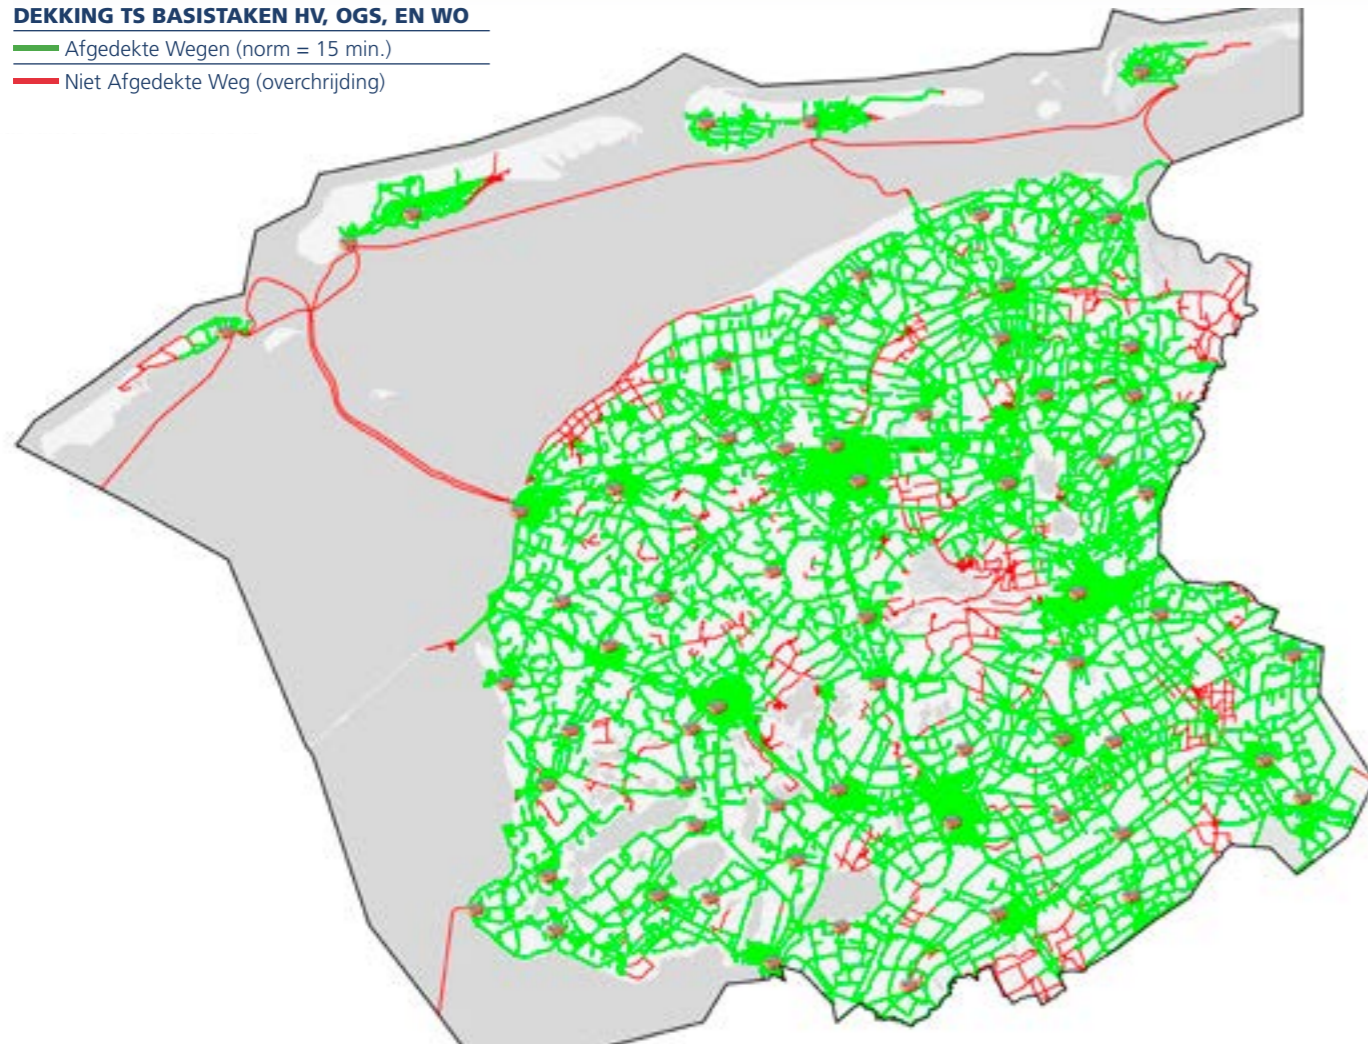 DEKKING TS BASISTAKEN HV, OGS, EN WO
Afgedekte Wegen (norm = 15 min.)
Niet Afgedekte Weg (overchrijding)